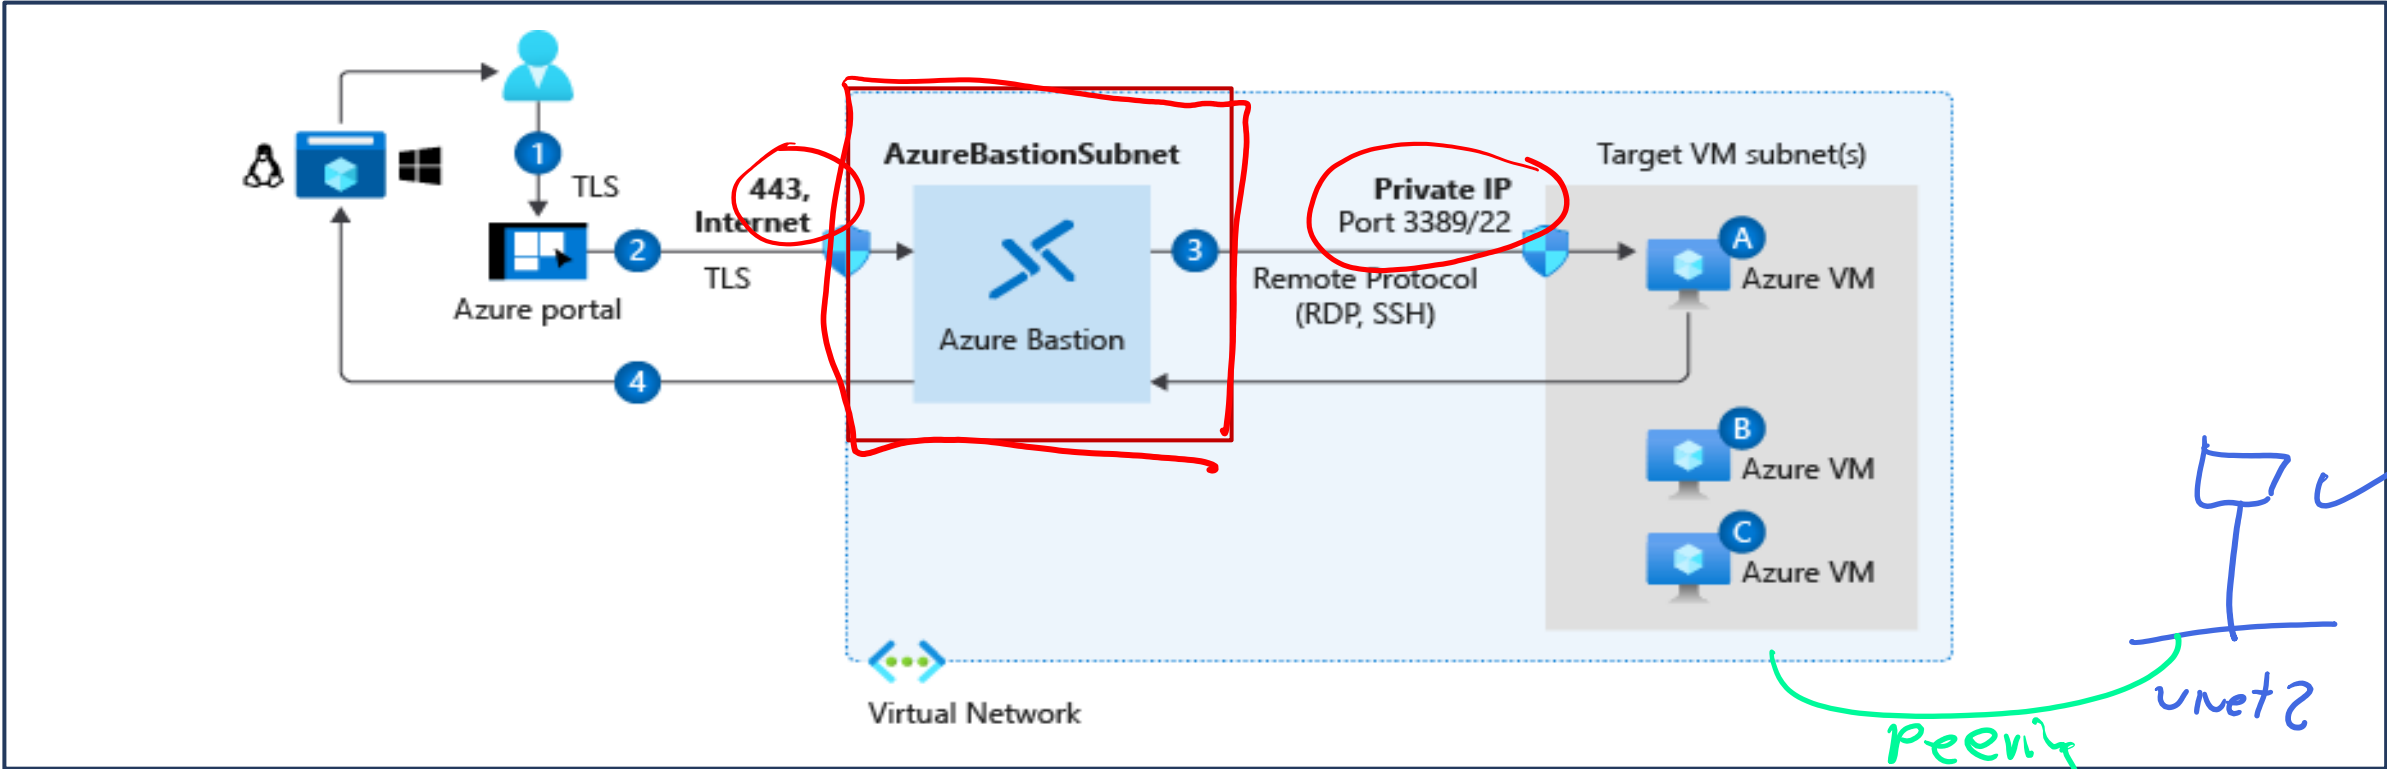 1
TLS
Azure portal
2
443,
Internet
TLS
AzureBastionSubnet
Azure Bastion
3
Private IP
Port 3389/22
Remote Protocol
(RDP, SSH)
Target VM subnet(s)
A
Azure VM
4
B
Azure VM
C
Azure VM
Virtual Network
vnet2
Peering